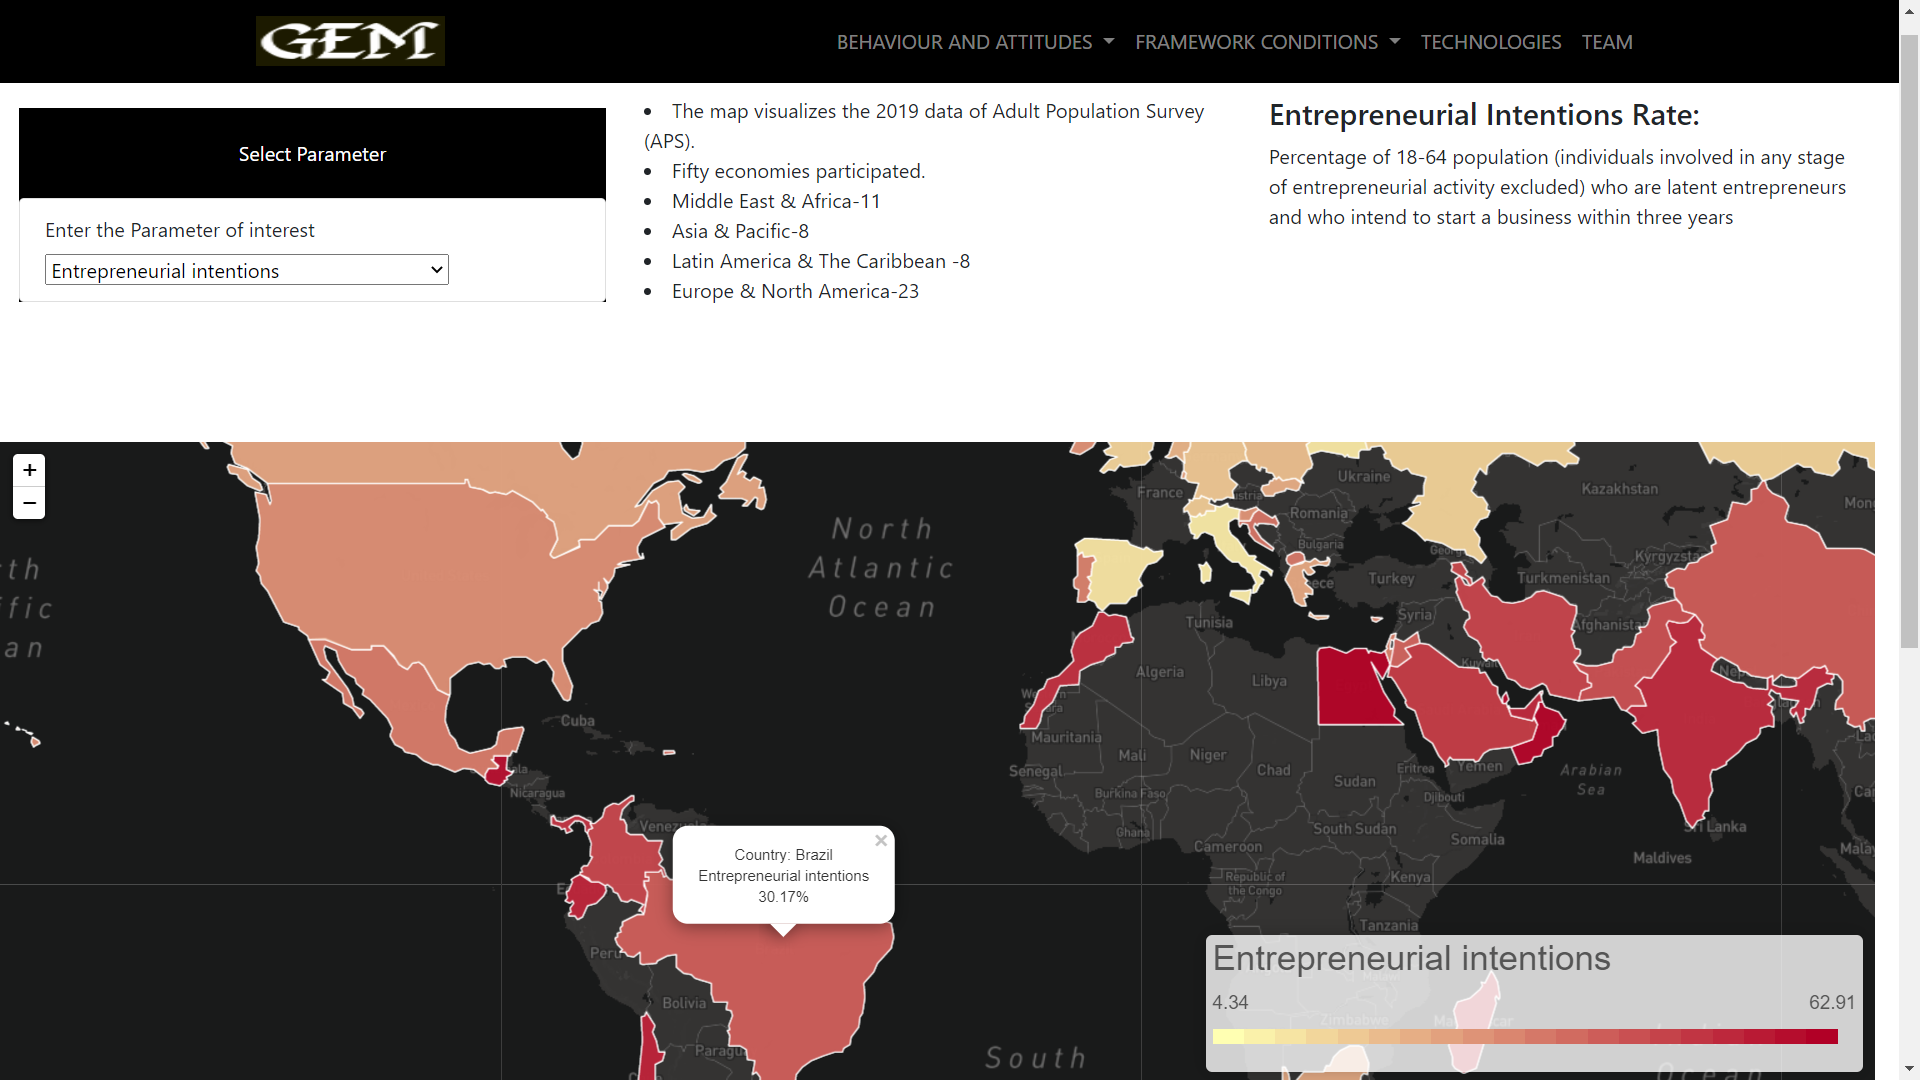 GEM
BEHAVIOUR AND ATTITUDES
FRAMEWORK CONDITIONS
TECHNOLOGIES
TEAM
Select Parameter
Enter the Parameter of interest
Entrepreneurial intentions
• The map visualizes the 2019 data of Adult Population Survey
(APS).
• Fifty economies participated.
• Middle East & Africa-11
• Asia & Pacific-8
• Latin America & The Caribbean -8
• Europe & North America-23
Entrepreneurial Intentions Rate:
Percentage of 18-64 population (individuals involved in any stage
of entrepreneurial activity excluded) who are latent entrepreneurs
and who intend to start a business within three years
+
−
North
Atlantic
Ocean
France
Ukraine
Kazakhstan
Romania
Bulgaria
Turkey
Turkmenistan
Syria
Tunisia
Algeria
Libya
Cuba
Nicaragua
Mauritania
Mali
Niger
Chad
Sudan
Eritrea
Yemen
Senegal
Burkina Faso
Djibouti
Ghana
South Sudan
Somalia
Cameroon
Republic of
the Congo
Kenya
Tanzania
Arabian
Sea
Sri Lanka
Maldives
Bolivia
South
×
Country: Brazil
Entrepreneurial intentions
30.17%
Entrepreneurial intentions
4.34
62.91